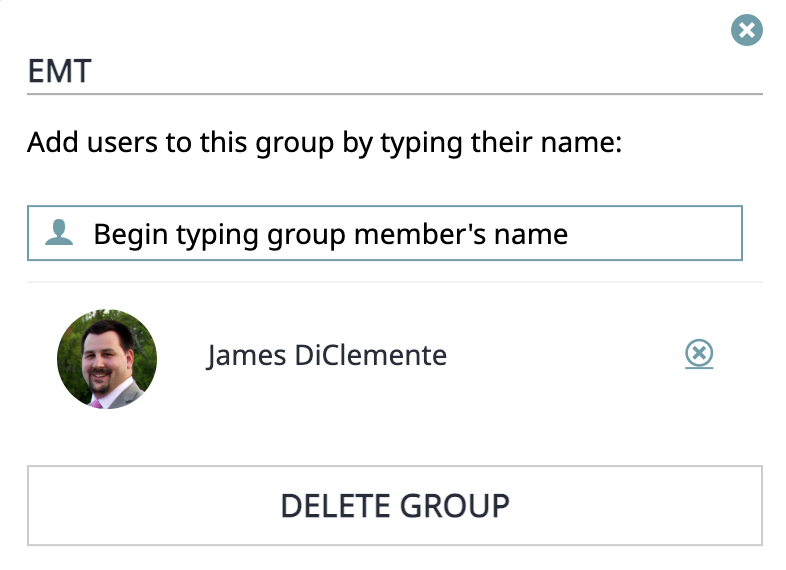 EMT
Add users to this group by typing their name:
Begin typing group member's name
James DiClemente
DELETE GROUP